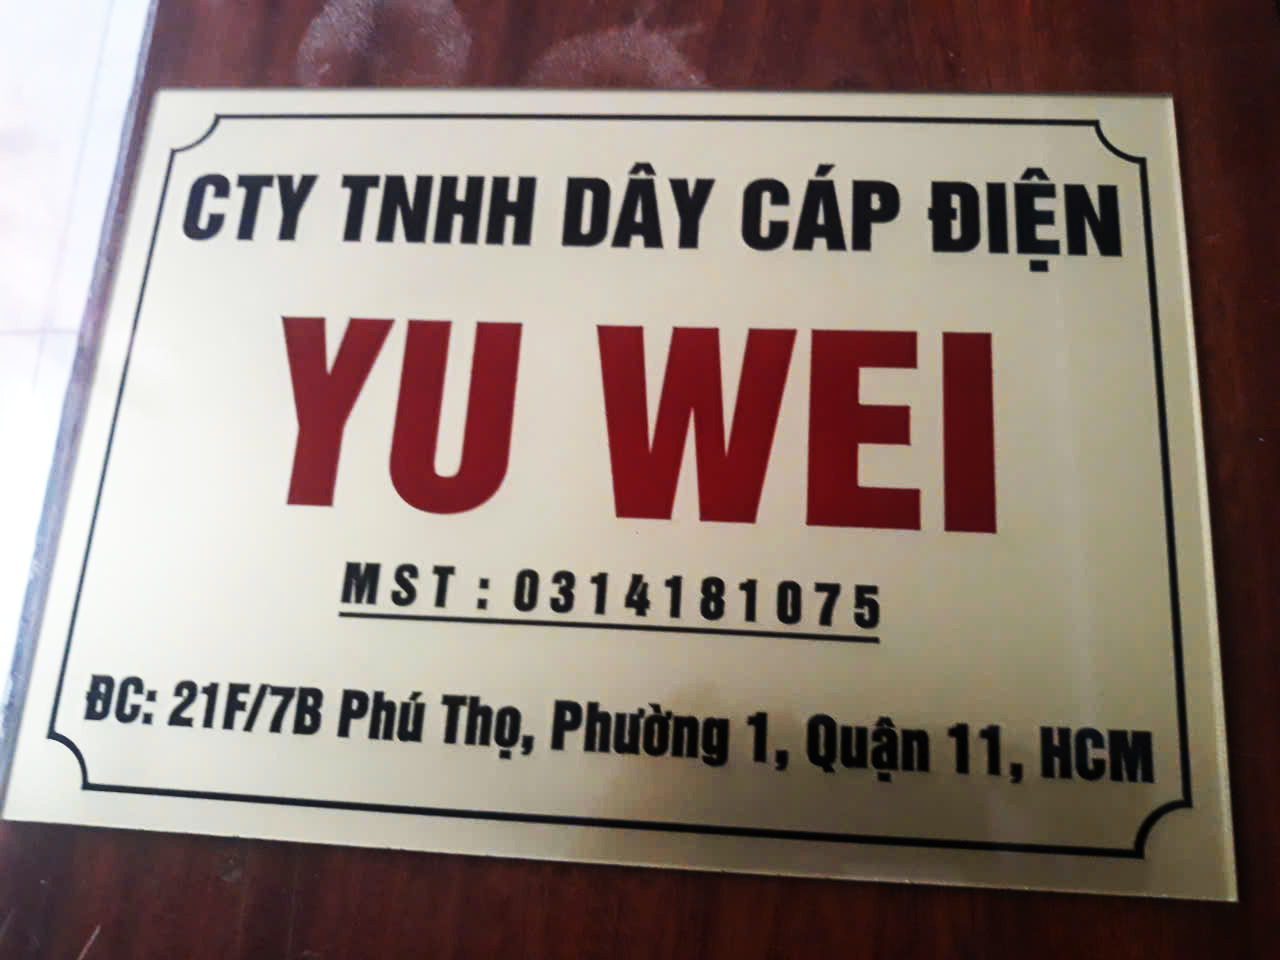 CTY TNHH DÂY CÁP ĐIỆN
YU WEI
MST : 0314181075
ĐC: 21F/7B Phú Thọ, Phường 1, Quận 11, HCM